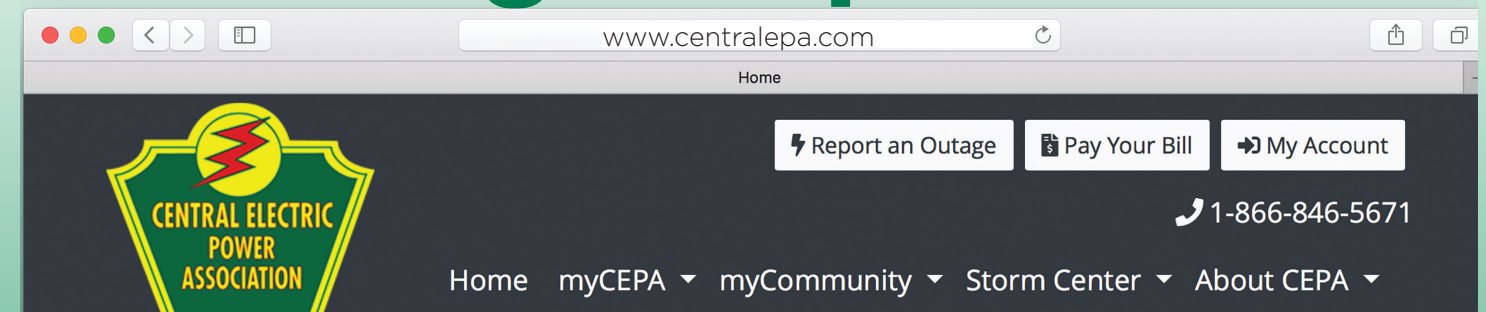 www.centralepa.com
Home
Report an Outage
Pay Your Bill
My Account
1-866-846-5671
CENTRAL ELECTRIC
POWER
ASSOCIATION
Home myCEPA myCommunity Storm Center About CEPA